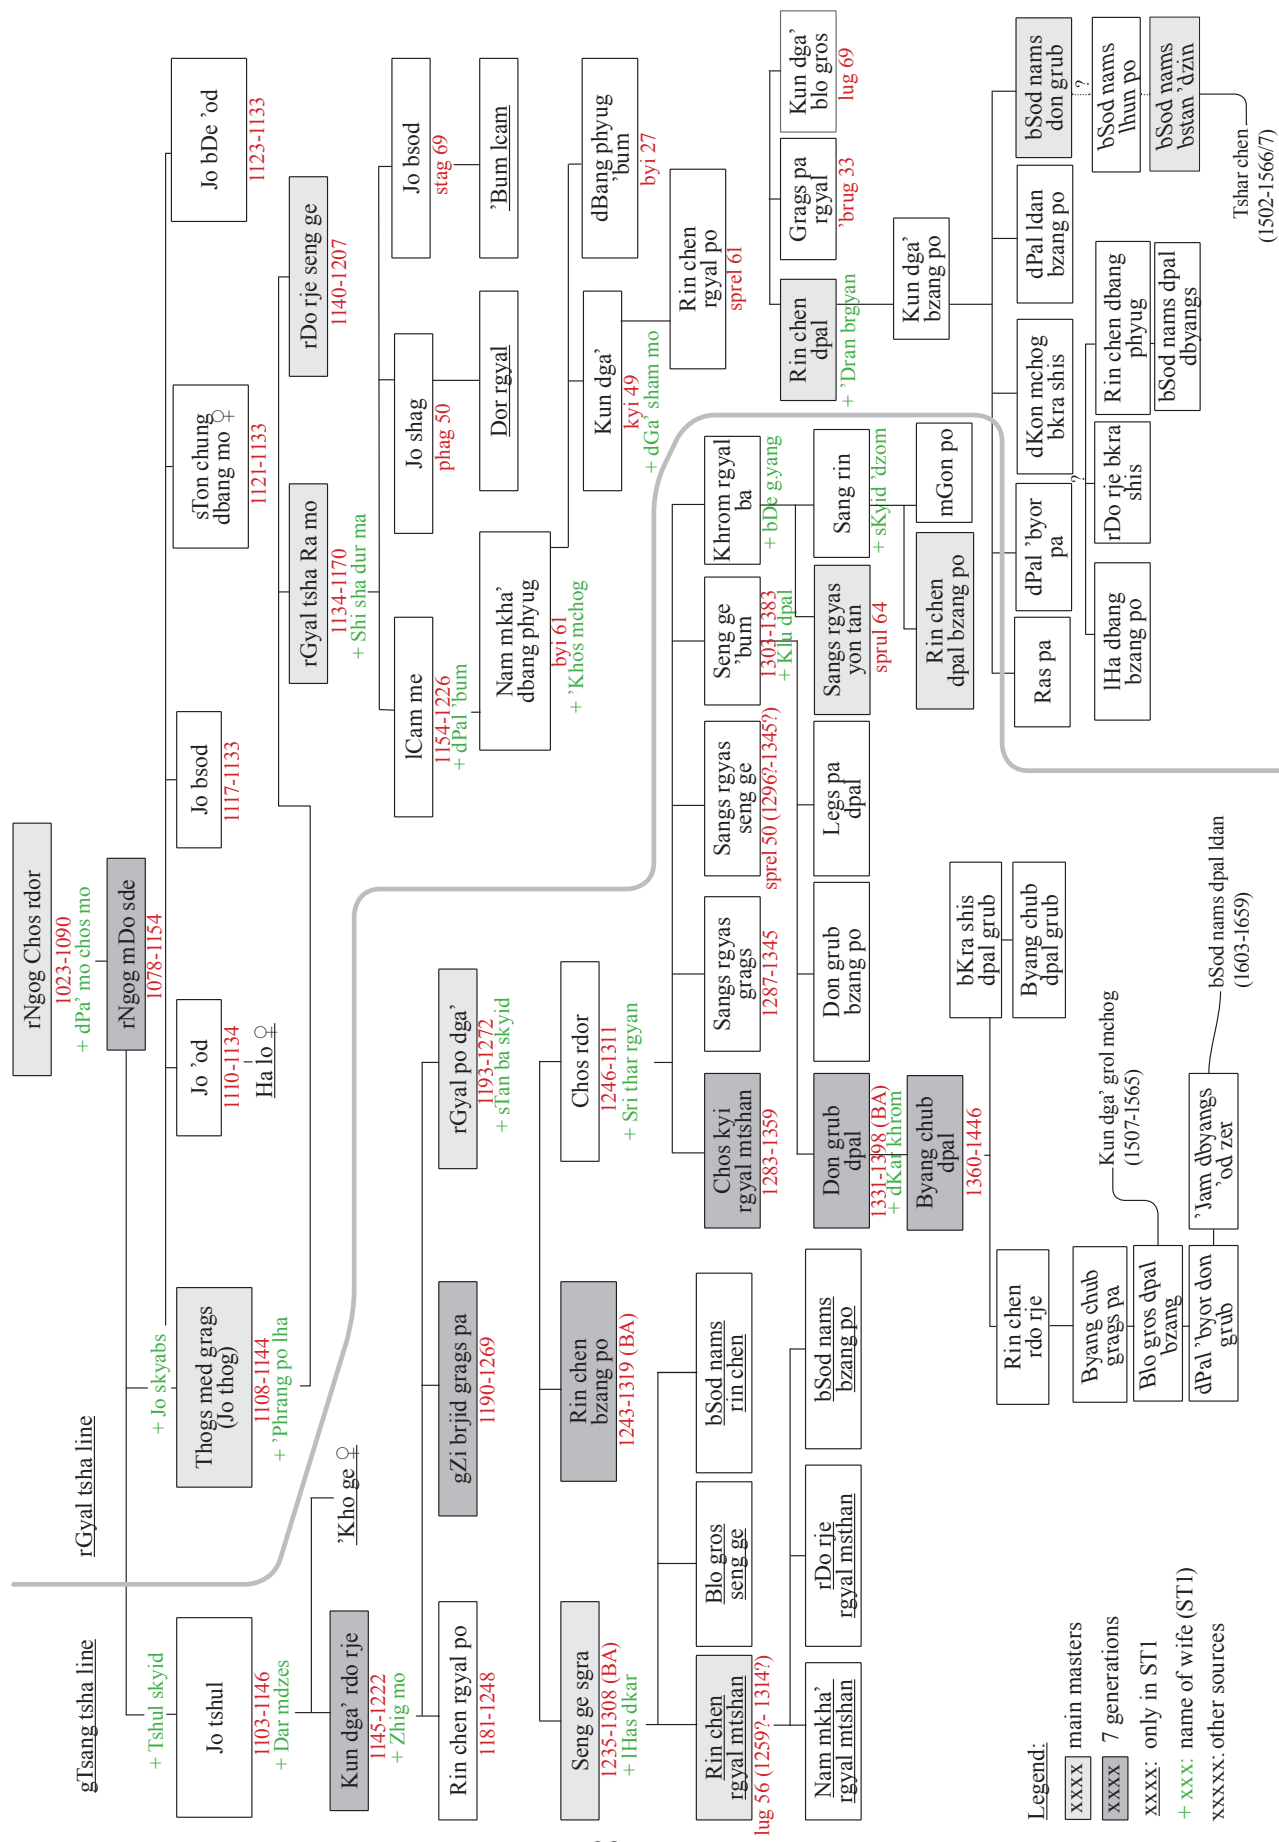 gTsang tsha line
rGyal tsha line
rNgog Chos rdor
1023-1090
+ dPa' mo chos mo
rNgog mDo sde
1078-1154
+ Tshul skyid
+ Jo skyabs
Jo tshul
1103-1146
+ Dar mdzes
Thogs med grags
(Jo thog)
1108-1144
+ 'Phrang po lha
Jo 'od
1110-1134
Ha lo ♀
Jo bsod
1117-1133
sTon chung
dbang mo ♀
1121-1133
Jo bDe 'od
1123-1133
Kun dga' rdo rje
1145-1222
+ Zhig mo
'Kho ge ♀
rGyal tsha Ra mo
1134-1170
+ Shi sha dur ma
rDo rje seng ge
1140-1207
lCam me
1154-1226
+ dPal 'bum
Jo shag
phag 50
Jo bsod
stag 69
Rin chen rgyal po
1181-1248
gZi brjid grags pa
1190-1269
rGyal po dga'
1193-1272
+ sTan ba skyid
Nam mkha'
dbang phyug
byi 61
+ 'Khos mchog
Dor rgyal
'Bum lcam
Kun dga'
kyi 49
+ dGa' sham mo
dBang phyug
'bum
byi 27
Seng ge sgra
1235-1308 (BA)
+ lHas dkar
Rin chen
bzang po
1243-1319 (BA)
Chos rdor
1246-1311
+ Sri thar rgyan
Rin chen
rgyal po
sprel 61
Rin chen
rgyal mtshan
lug 56 (1259?- 1314?)
Blo gros
seng ge
bSod nams
rin chen
Chos kyi
rgyal mtshan
1283-1359
Sangs rgyas
grags
1287-1345
Sangs rgyas
seng ge
sprel 50 (1296?-1345?)
Seng ge
'bum
1303-1383
+ Klu dpal
Khrom rgyal
ba
+ bDe g.yang
Rin chen
dpal
+ 'Dran brgyan
Grags pa
rgyal
'brug 33
Kun dga'
blo gros
lug 69
Nam mkha'
rgyal mtshan
rDo rje
rgyal msthan
bSod nams
bzang po
Don grub
dpal
1331-1398 (BA)
+ dKar khrom
Don grub
bzang po
Legs pa
dpal
Sangs rgyas
yon tan
sprul 64
Sang rin
+ sKyid 'dzom
Kun dga'
bzang po
Byang chub
dpal
1360-1446
Rin chen
dpal bzang po
mGon po
bKra shis
dpal grub
Byang chub
dpal grub
Rin chen
rdo rje
Ras pa
dPal 'byor
pa
dKon mchog
bkra shis
dPal ldan
bzang po
bSod nams
don grub
?
?
Byang chub
grags pa
Kun dga' grol mchog
(1507-1565)
lHa dbang
bzang po
rDo rje bkra
shis
Rin chen dbang
phyug
bSod nams
lhun po
Blo gros dpal
bzang
bSod nams dpal
dbyangs
bSod nams
bstan 'dzin
dPal 'byor don
grub
'Jam dbyangs
'od zer
bSod nams dpal ldan
(1603-1659)
Tshar chen
(1502-1566/7)
Legend:
xxxx main masters
xxxx 7 generations
xxxx: only in ST1
+ xxx: name of wife (ST1)
xxxxx: other sources